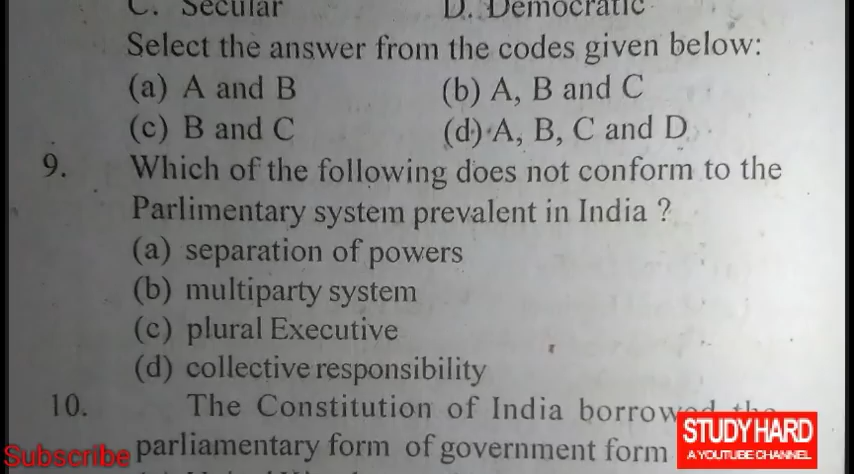 C. Secular D. Democratic
Select the answer from the codes given below:
(a) A and B (b) A, B and C
(c) B and C (d) A, B, C and D
9. Which of the following does not conform to the
Parlimentary system prevalent in India ?
(a) separation of powers
(b) multiparty system
(c) plural Executive
(d) collective responsibility
10. The Constitution of India borrowed the
parliamentary form of government form
Subscribe
STUDY HARD
A YOUTUBE CHANNEL